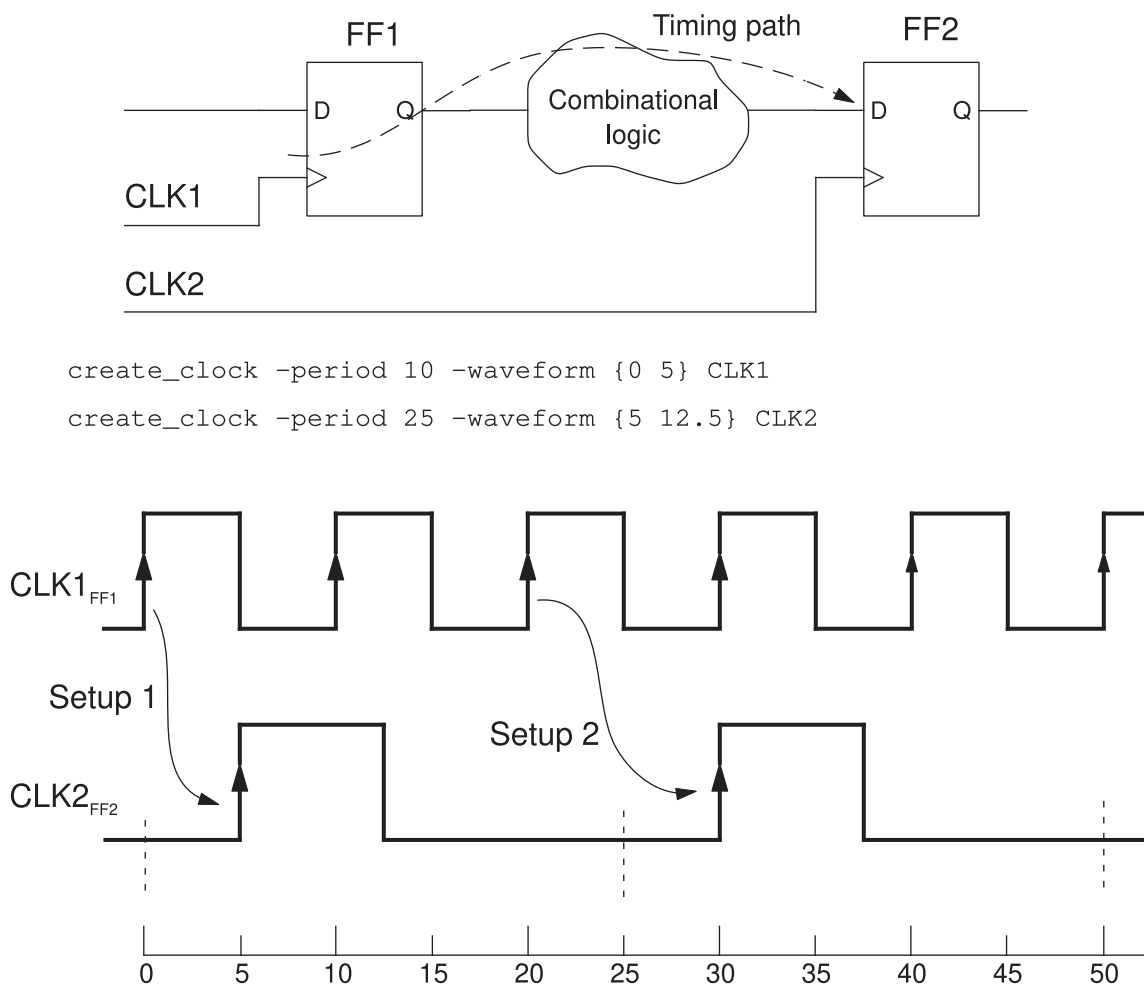 FF1
Timing path
FF2
D
Q
Combinational
logic
D
Q
CLK1
CLK2
create_clock -period 10 -waveform {0 5} CLK1
create_clock -period 25 -waveform {5 12.5} CLK2
CLK1FF1
Setup 1
Setup 2
CLK2FF2
0 5 10 15 20 25 30 35 40 45 50